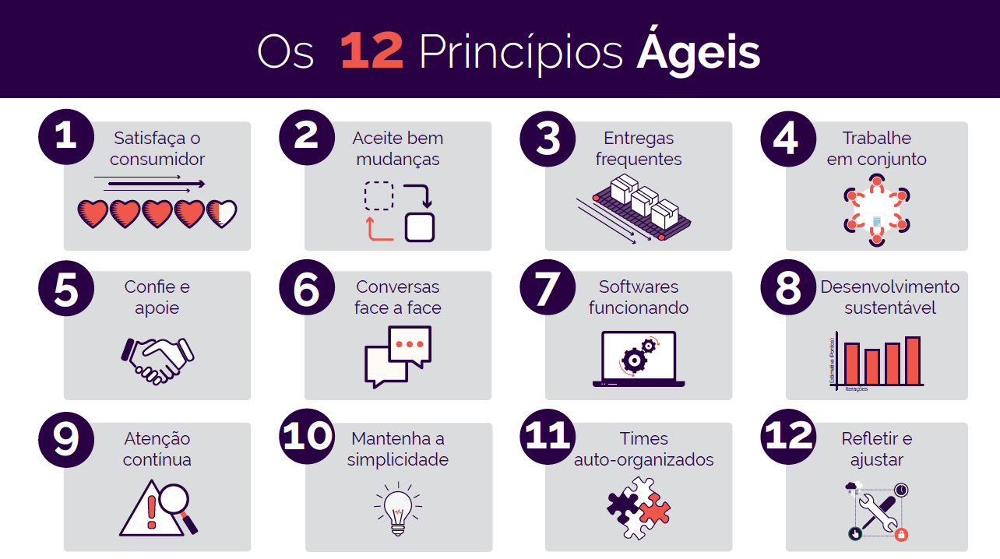 Os 12 Princípios Ágeis
1
Satisfaça o
consumidor
2
Aceite bem
mudanças
3
Entregas
frequentes
4
Trabalhe
em conjunto
5
Confie e
apoie
6
Conversas
face a face
7
Softwares
funcionando
8
Desenvolvimento
sustentável
Estimativa (Pontos)
Iterações
9
Atenção
contínua
10
Mantenha a
simplicidade
11
Times
auto-organizados
12
Refletir e
ajustar